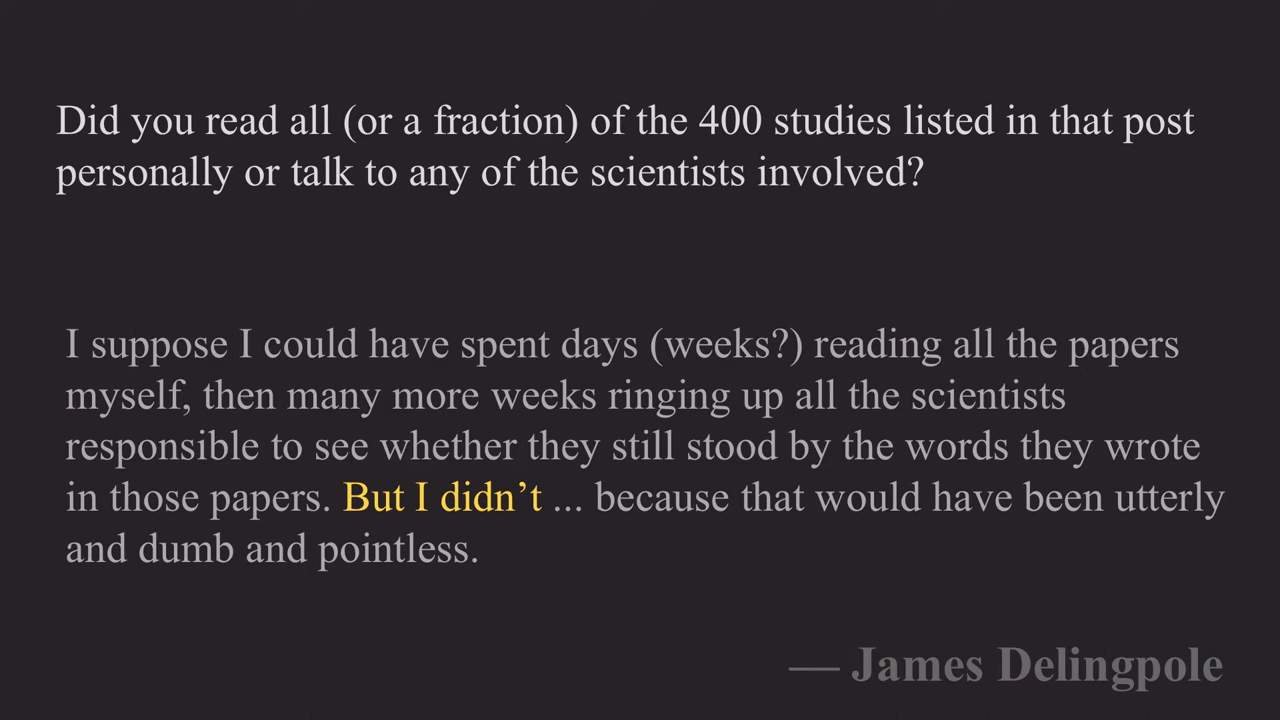 Did you read all (or a fraction) of the 400 studies listed in that post
personally or talk to any of the scientists involved?
I suppose I could have spent days (weeks?) reading all the papers
myself, then many more weeks ringing up all the scientists
responsible to see whether they still stood by the words they wrote
in those papers. But I didn’t ... because that would have been utterly
and dumb and pointless.
— James Delingpole